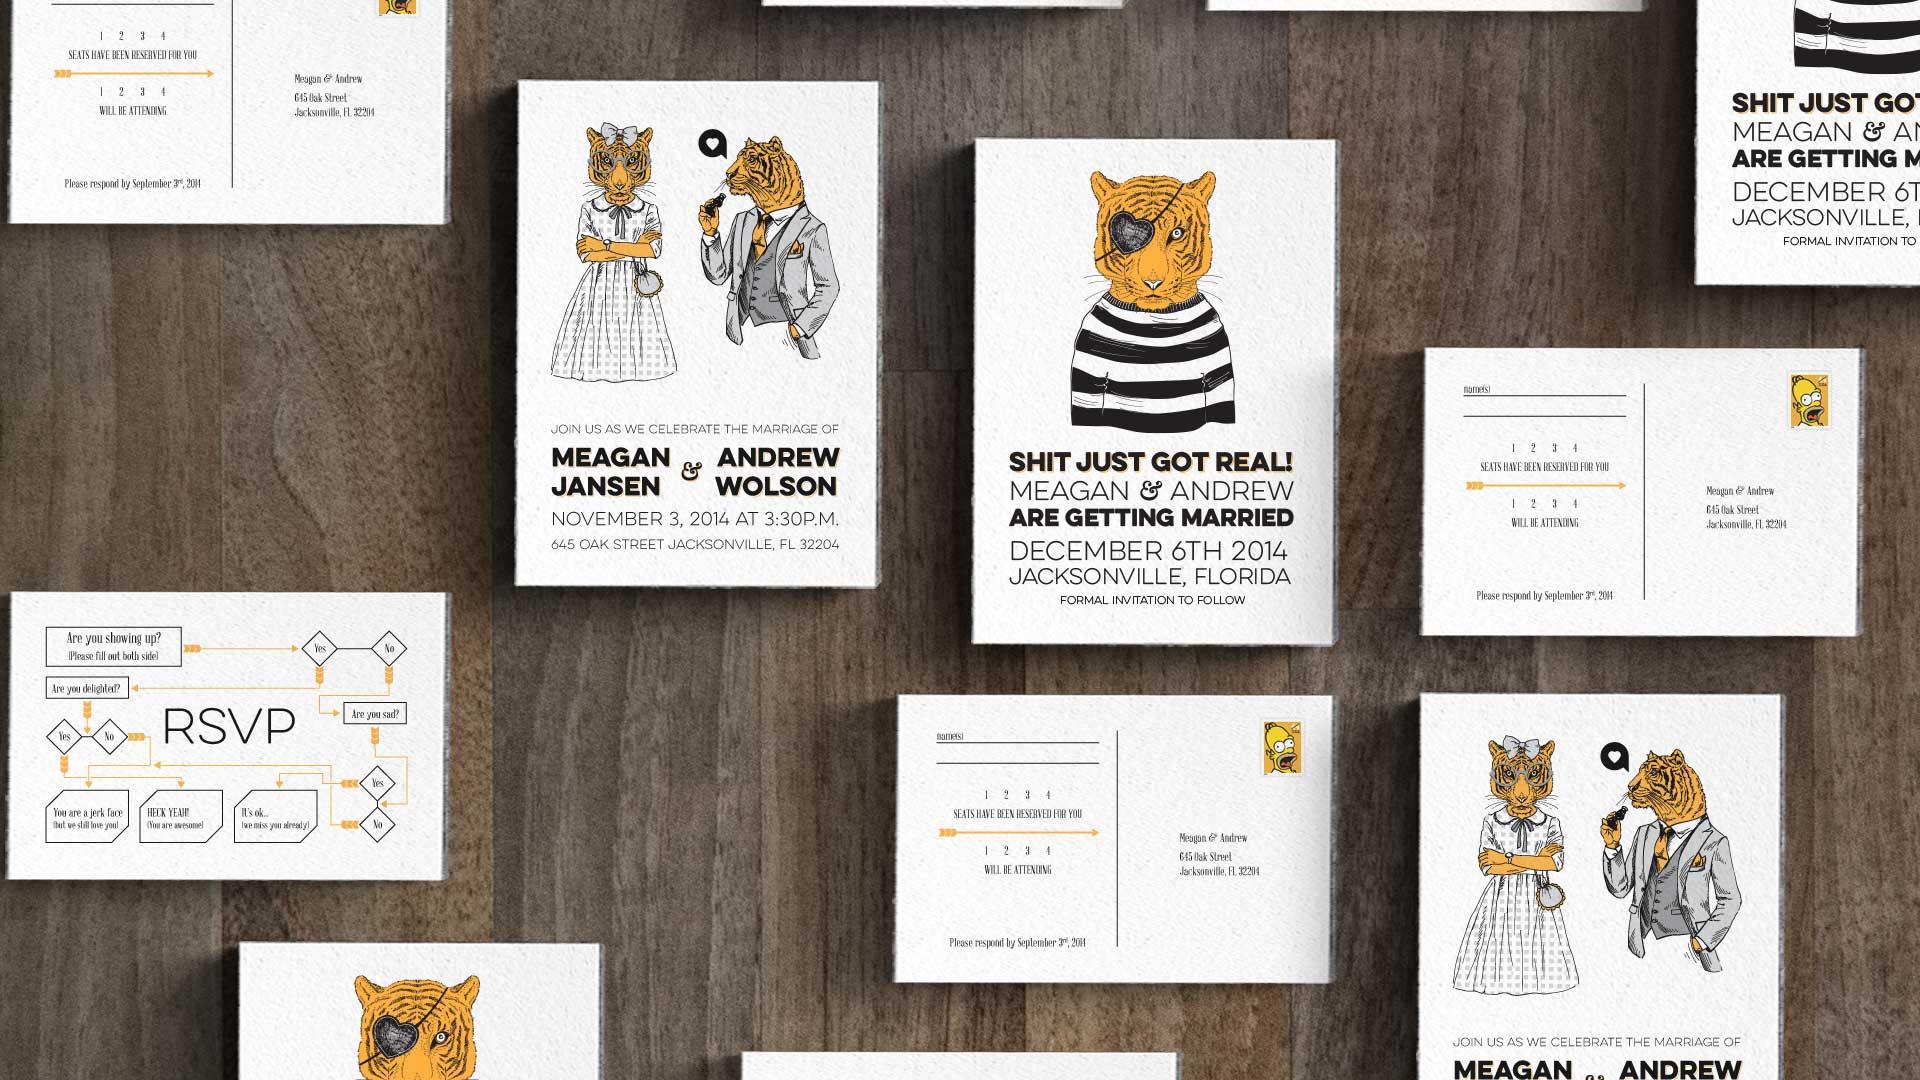 1 2 3 4
SEATS HAVE BEEN RESERVED FOR YOU
1 2 3 4
WILL BE ATTENDING
Please respond by September 3rd, 2014
Meagan & Andrew
645 Oak Street
Jacksonville, FL 32204
JOIN US AS WE CELEBRATE THE MARRIAGE OF
MEAGAN & ANDREW
JANSEN WOLSON
NOVEMBER 3, 2014 AT 3:30P.M.
645 OAK STREET JACKSONVILLE, FL 32204
SHIT JUST GOT REAL!
MEAGAN & ANDREW
ARE GETTING MARRIED
DECEMBER 6TH 2014
JACKSONVILLE, FLORIDA
FORMAL INVITATION TO FOLLOW
SHIT JUST GOT
MEAGAN & AN
ARE GETTING M
DECEMBER 6T
JACKSONVILLE,
FORMAL INVITATION TO
name(s)
1 2 3 4
SEATS HAVE BEEN RESERVED FOR YOU
1 2 3 4
WILL BE ATTENDING
Please respond by September 3rd, 2014
Meagan & Andrew
645 Oak Street
Jacksonville, FL 32204
Are you showing up?
(Please fill out both side)
Yes
No
Are you delighted?
Are you sad?
RSVP
Yes
No
Yes
No
You are a jerk face
(but we still love you)
HECK YEAH!
(You are awesome)
It's ok...
(we miss you already)
name(s)
1 2 3 4
SEATS HAVE BEEN RESERVED FOR YOU
1 2 3 4
WILL BE ATTENDING
Please respond by September 3rd, 2014
Meagan & Andrew
645 Oak Street
Jacksonville, FL 32204
JOIN US AS WE CELEBRATE THE MARRIAGE OF
MEAGAN & ANDREW